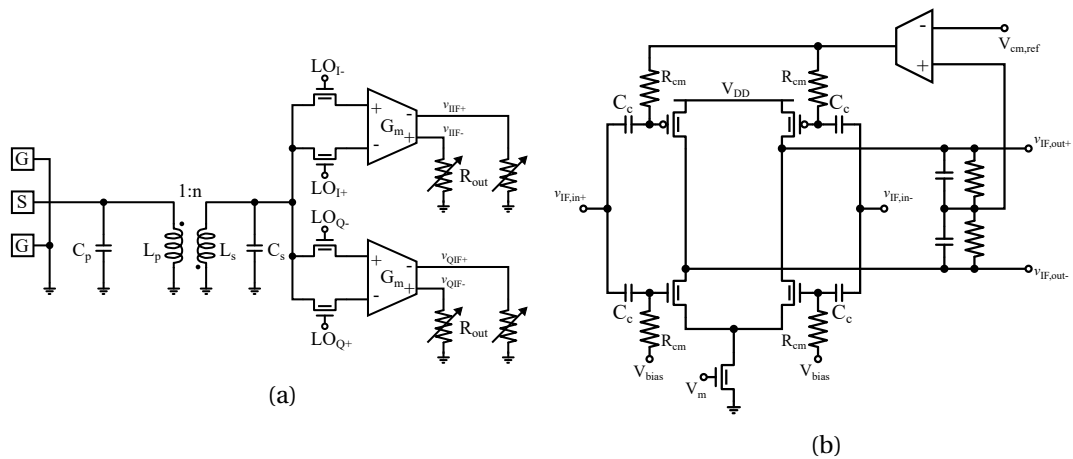 G
S
G
1:n
C_p
L_p
L_s
C_s
LO_I-
LO_I+
LO_Q-
LO_Q+
+
-
G_m
-
+
v_IIF+
v_IIF-
R_out
+
-
G_m
-
+
v_QIF+
v_QIF-
R_out
(a)
-
+
V_cm,ref
R_cm
V_DD
R_cm
C_c
C_c
v_IF,out+
v_IF,in+
v_IF,in-
v_IF,out-
C_c
C_c
R_cm
R_cm
V_bias
V_bias
V_m
(b)